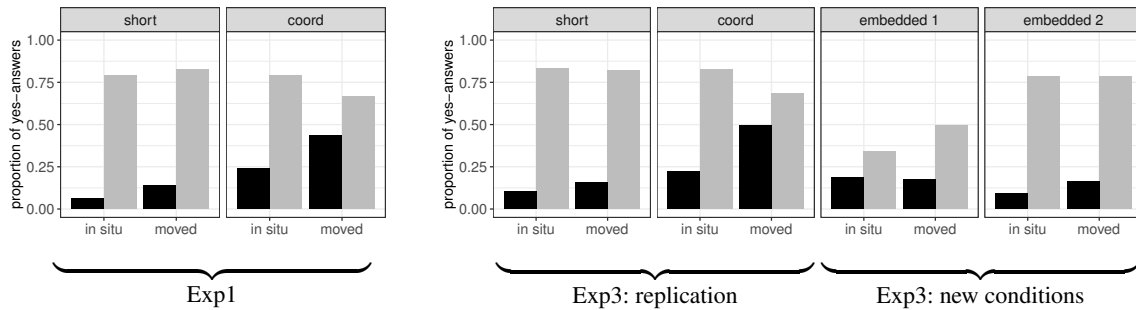 short coord
short coord embedded 1 embedded 2
proportion of yes−answers
1.00
0.75
0.50
0.25
0.00
in situ moved in situ moved
proportion of yes−answers
1.00
0.75
0.50
0.25
0.00
in situ moved in situ moved in situ moved in situ moved
Exp1
Exp3: replication
Exp3: new conditions